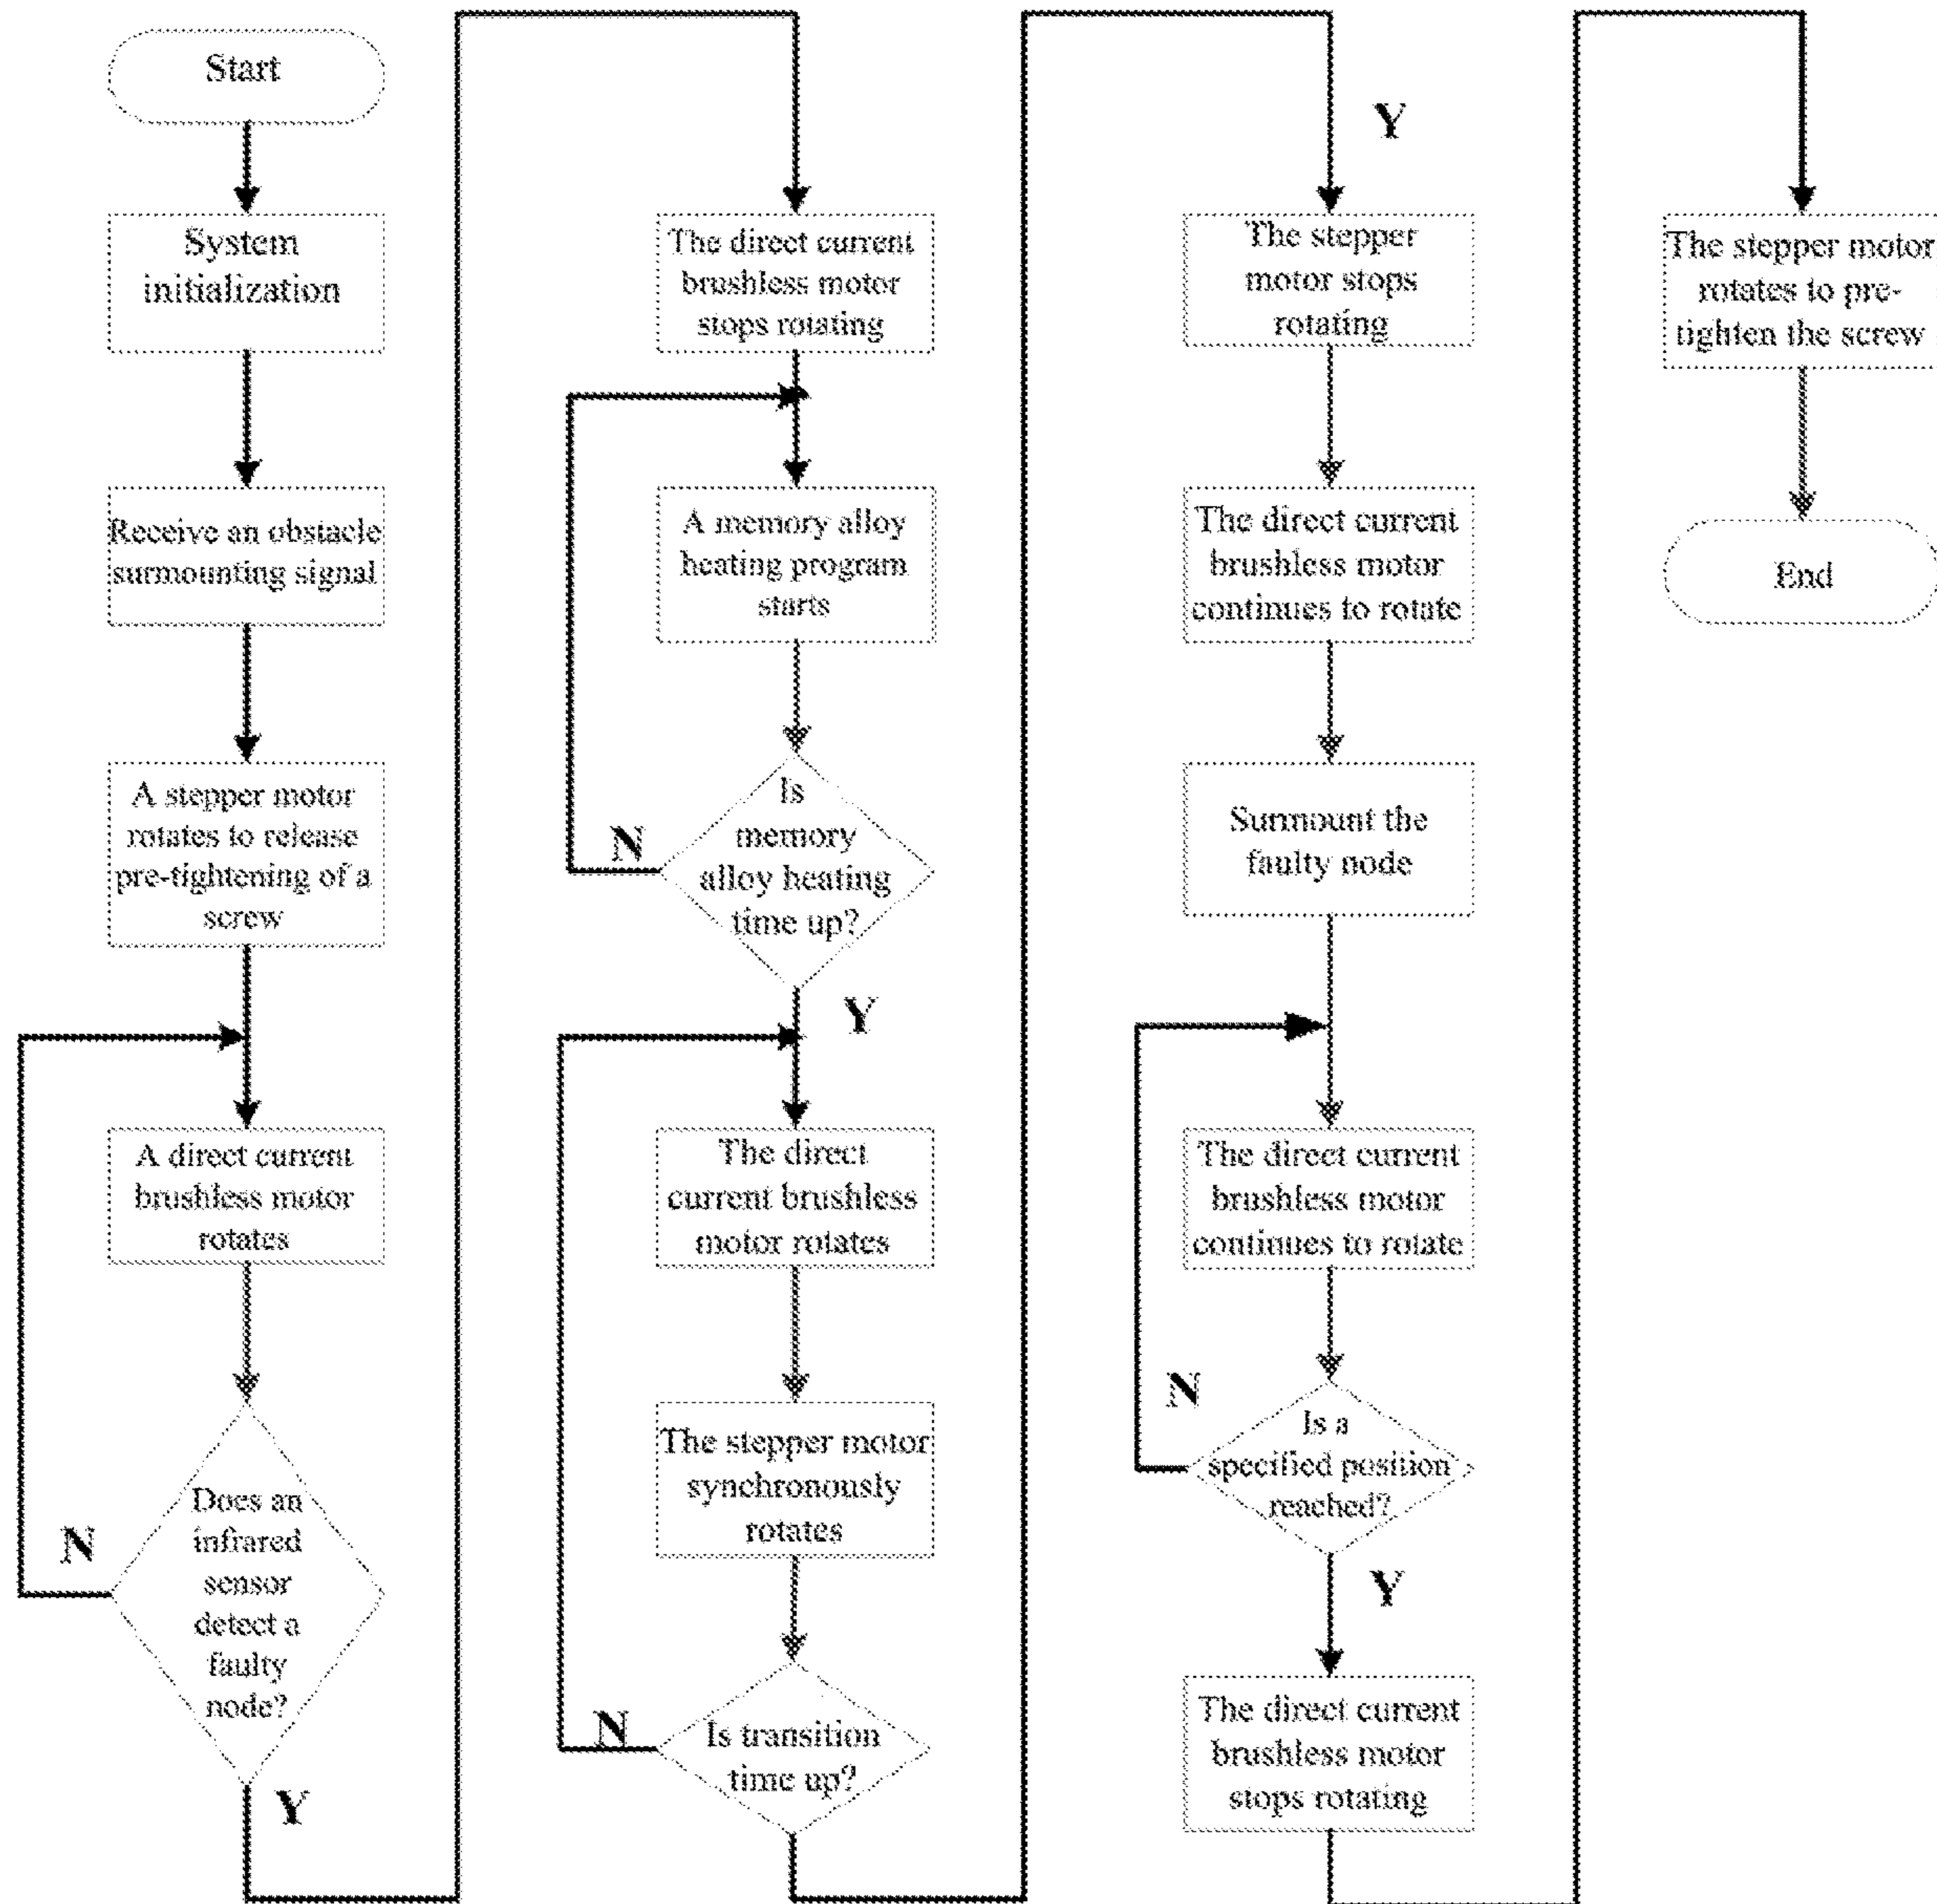 Start
System
initialization
Receive an obstacle
surmounting signal
A stepper motor
rotates to release
pre-tightening of a
screw
A direct current
brushless motor
rotates
Does an
infrared
sensor
detect a
faulty
node?
N
Y
The direct current
brushless motor
stops rotating
A memory alloy
heating program
starts
Is
memory
alloy heating
time up?
N
Y
The direct
current brushless
motor rotates
The stepper motor
synchronously
rotates
Is transition
time up?
N
Y
The stepper
motor stops
rotating
The direct current
brushless motor
continues to rotate
Surmount the
faulty node
The direct current
brushless motor
continues to rotate
Is a
specified position
reached?
N
Y
The direct current
brushless motor
stops rotating
The stepper motor
rotates to pre-
tighten the screw
End